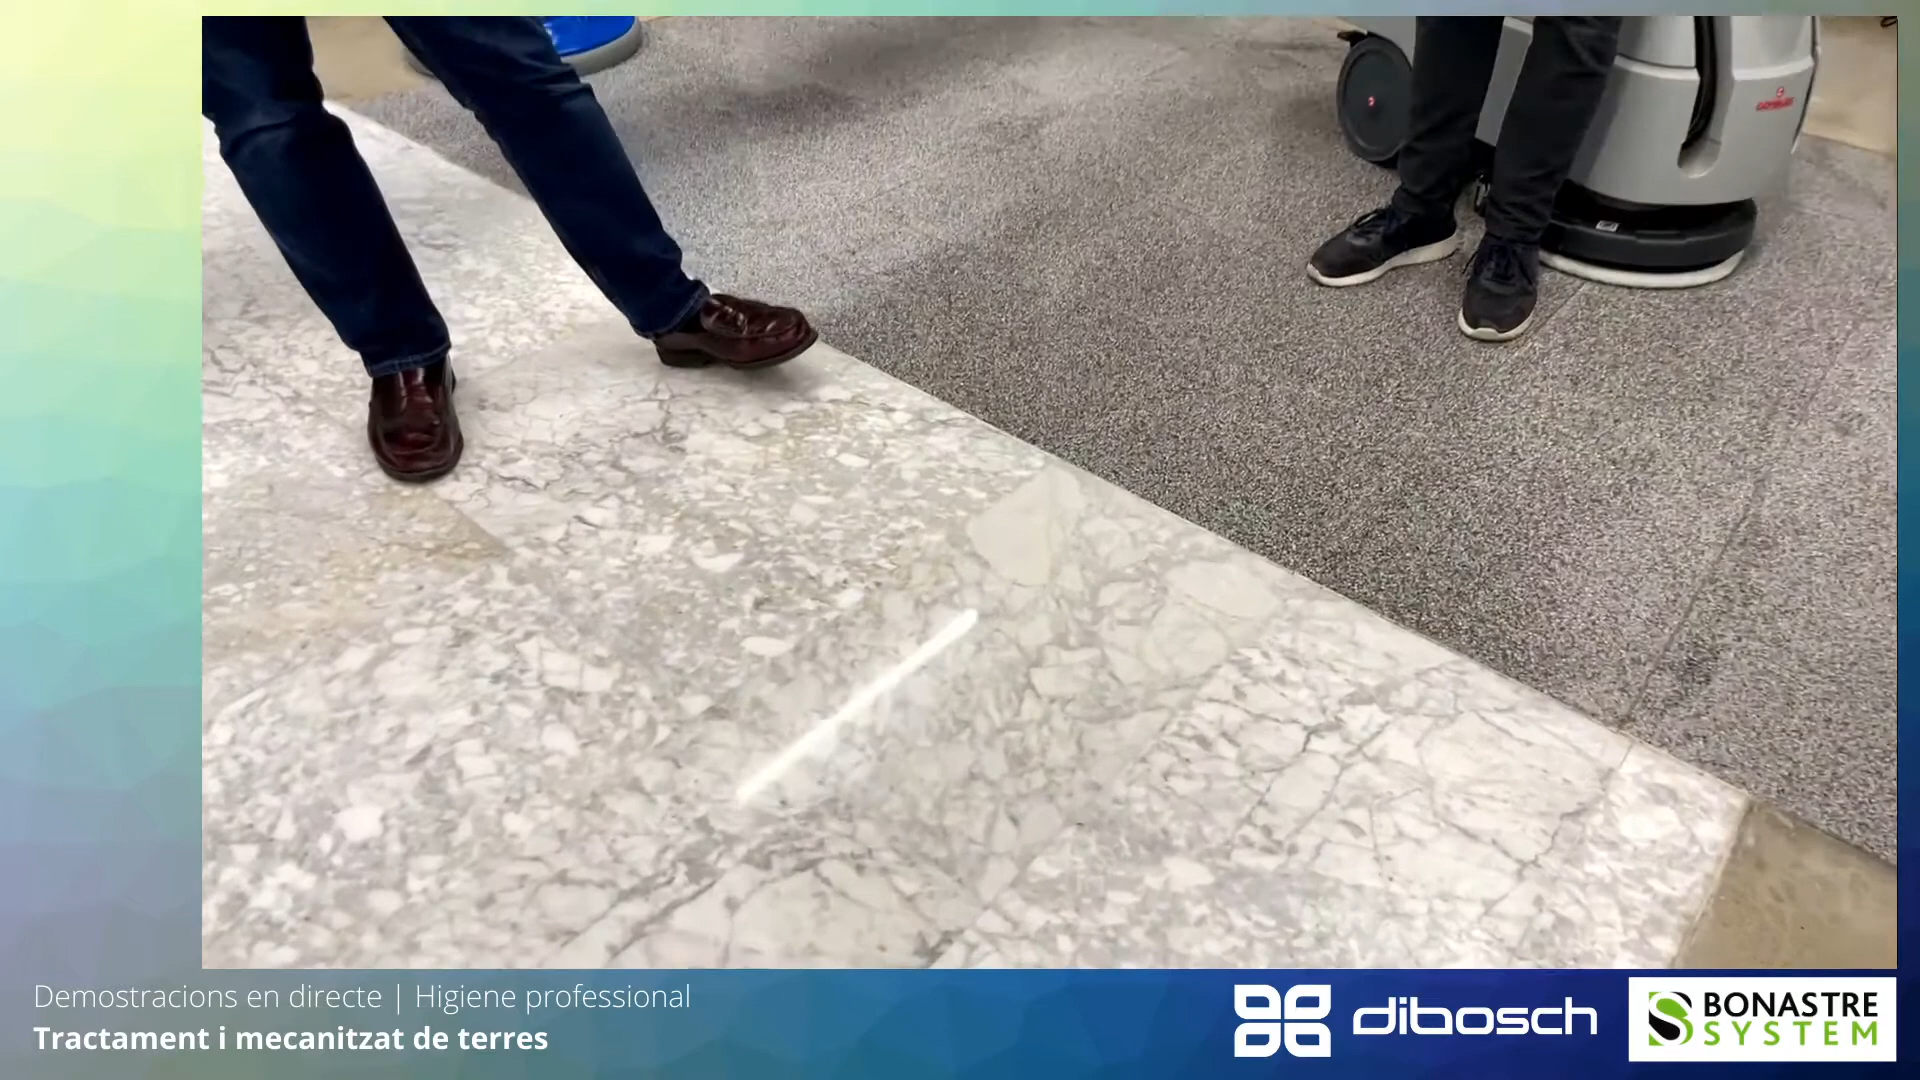 Demostracions en directe | Higiene professional
Tractament i mecanitzat de terres
dibosch
BONASTRE
SYSTEM